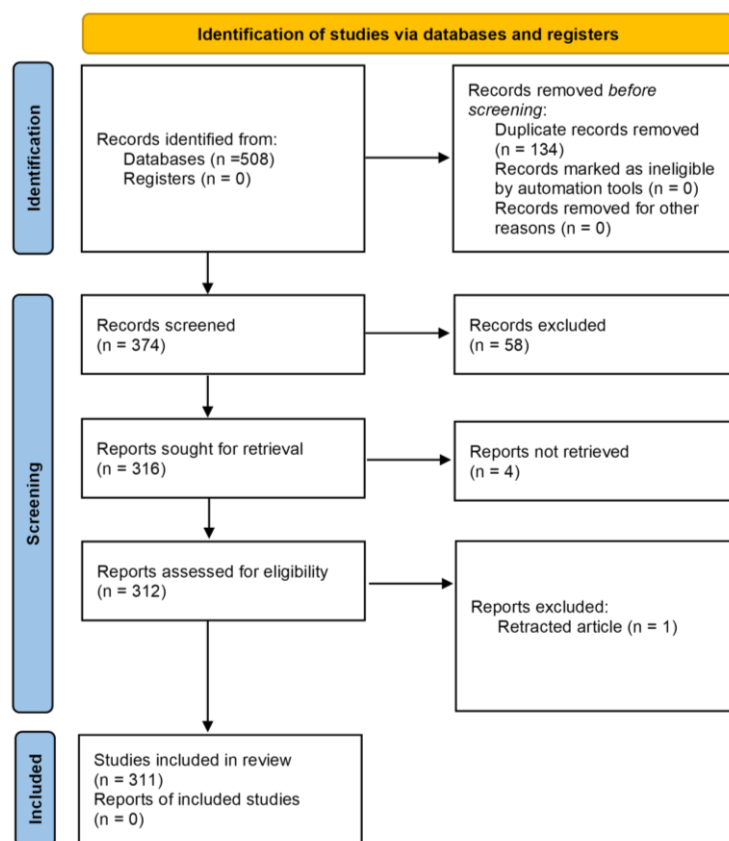 Identification of studies via databases and registers
Identification
Records identified from:
Databases (n =508)
Registers (n = 0)
Records removed before
screening:
Duplicate records removed
(n = 134)
Records marked as ineligible
by automation tools (n = 0)
Records removed for other
reasons (n = 0)
Screening
Records screened
(n = 374)
Records excluded
(n = 58)
Reports sought for retrieval
(n = 316)
Reports not retrieved
(n = 4)
Reports assessed for eligibility
(n = 312)
Reports excluded:
Retracted article (n = 1)
Included
Studies included in review
(n = 311)
Reports of included studies
(n = 0)